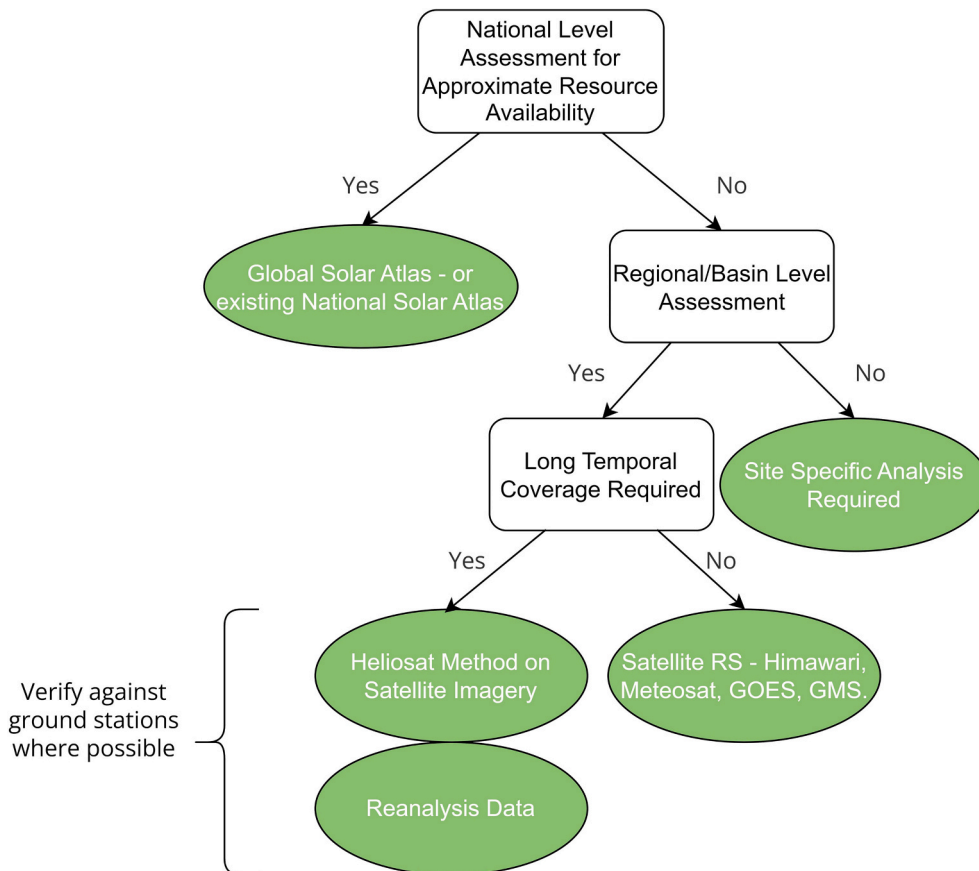 National Level
Assessment for
Approximate Resource
Availability
Yes
No
Global Solar Atlas - or
existing National Solar Atlas
Regional/Basin Level
Assessment
Yes
No
Long Temporal
Coverage Required
Site Specific Analysis
Required
Yes
No
Verify against
ground stations
where possible
Heliosat Method on
Satellite Imagery
Satellite RS - Himawari,
Meteosat, GOES, GMS.
Reanalysis Data